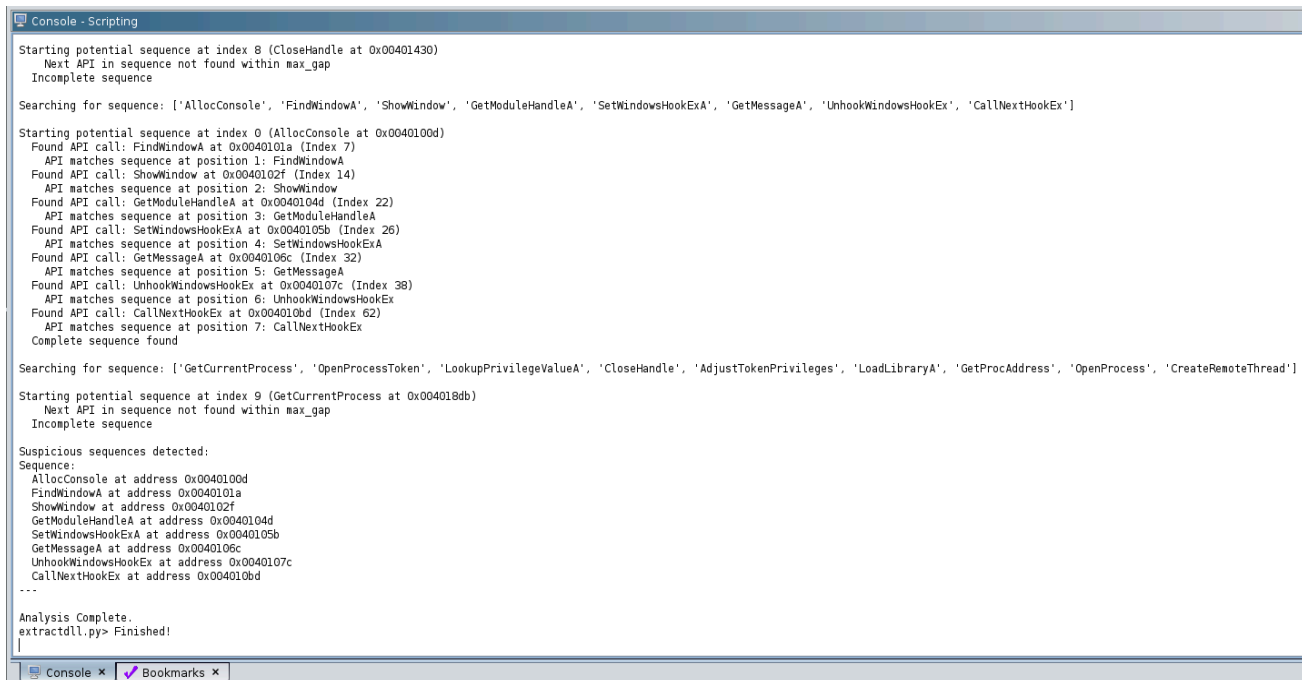 Console - Scripting
Starting potential sequence at index 8 (CloseHandle at 0x00401430)
Next API in sequence not found within max_gap
Incomplete sequence
Searching for sequence: ['AllocConsole', 'FindWindowA', 'ShowWindow', 'GetModuleHandleA', 'SetWindowsHookExA', 'GetMessageA', 'UnhookWindowsHookEx', 'CallNextHookEx']
Starting potential sequence at index 0 (AllocConsole at 0x0040100d)
Found API call: FindWindowA at 0x0040101a (Index 7)
API matches sequence at position 1: FindWindowA
Found API call: ShowWindow at 0x0040102f (Index 14)
API matches sequence at position 2: ShowWindow
Found API call: GetModuleHandleA at 0x0040104d (Index 22)
API matches sequence at position 3: GetModuleHandleA
Found API call: SetWindowsHookExA at 0x0040105b (Index 26)
API matches sequence at position 4: SetWindowsHookExA
Found API call: GetMessageA at 0x0040106c (Index 32)
API matches sequence at position 5: GetMessageA
Found API call: UnhookWindowsHookEx at 0x0040107c (Index 38)
API matches sequence at position 6: UnhookWindowsHookEx
Found API call: CallNextHookEx at 0x004010bd (Index 62)
API matches sequence at position 7: CallNextHookEx
Complete sequence found
Searching for sequence: ['GetCurrentProcess', 'OpenProcessToken', 'LookupPrivilegeValueA', 'CloseHandle', 'AdjustTokenPrivileges', 'LoadLibraryA', 'GetProcAddress', 'OpenProcess', 'CreateRemoteThread']
Starting potential sequence at index 9 (GetCurrentProcess at 0x004018db)
Next API in sequence not found within max_gap
Incomplete sequence
Suspicious sequences detected:
Sequence:
AllocConsole at address 0x0040100d
FindWindowA at address 0x0040101a
ShowWindow at address 0x0040102f
GetModuleHandleA at address 0x0040104d
SetWindowsHookExA at address 0x0040105b
GetMessageA at address 0x0040106c
UnhookWindowsHookEx at address 0x0040107c
CallNextHookEx at address 0x004010bd
---
Analysis Complete.
extractdll.py> Finished!
Console × Bookmarks ×